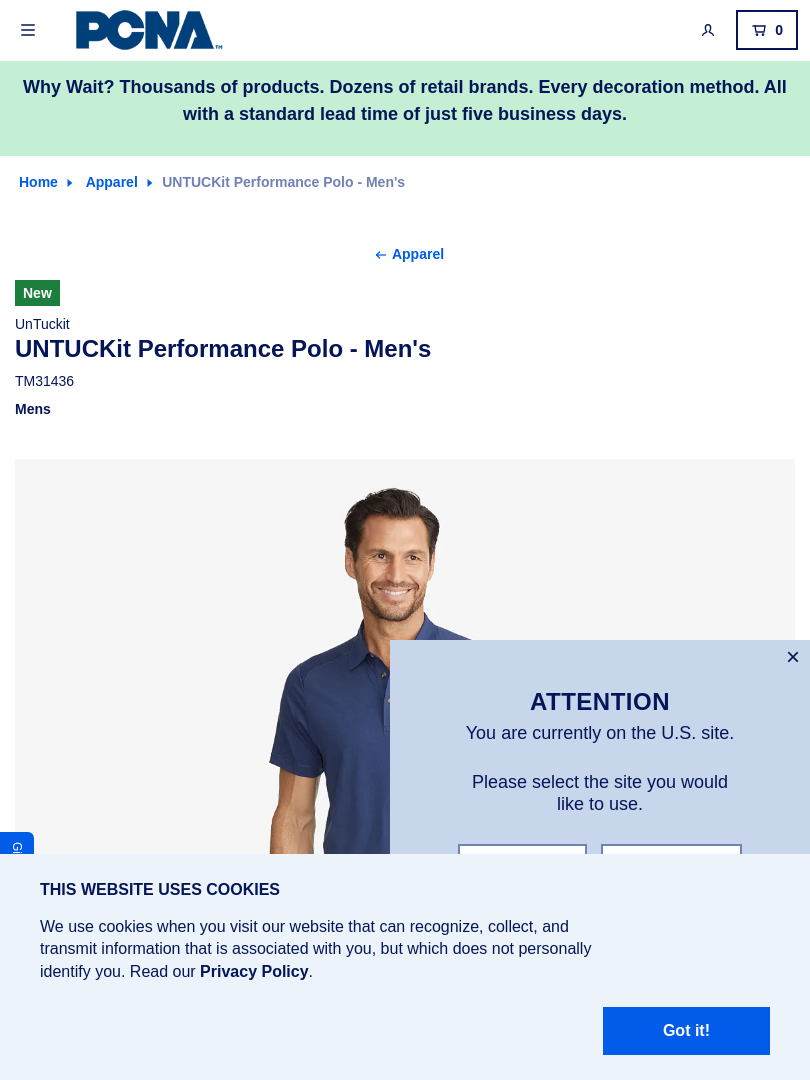 PCNA™
0
Why Wait? Thousands of products. Dozens of retail brands. Every decoration method. All
with a standard lead time of just five business days.
Home
Apparel
UNTUCKit Performance Polo - Men's
Apparel
New
UnTuckit
UNTUCKit Performance Polo - Men's
TM31436
Mens
ATTENTION
You are currently on the U.S. site.
Please select the site you would
like to use.
THIS WEBSITE USES COOKIES
We use cookies when you visit our website that can recognize, collect, and
transmit information that is associated with you, but which does not personally
identify you. Read our Privacy Policy.
Got it!